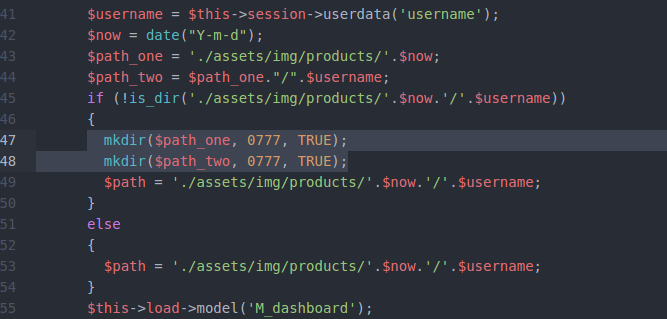 41 $username = $this->session->userdata('username');
42 $now = date("Y-m-d");
43 $path_one = './assets/img/products/'.$now;
44 $path_two = $path_one."/".$username;
45 if (!is_dir('./assets/img/products/'.$now.'/'.$username))
46 {
47 mkdir($path_one, 0777, TRUE);
48 mkdir($path_two, 0777, TRUE);
49 $path = './assets/img/products/'.$now.'/'.$username;
50 }
51 else
52 {
53 $path = './assets/img/products/'.$now.'/'.$username;
54 }
55 $this->load->model('M_dashboard');